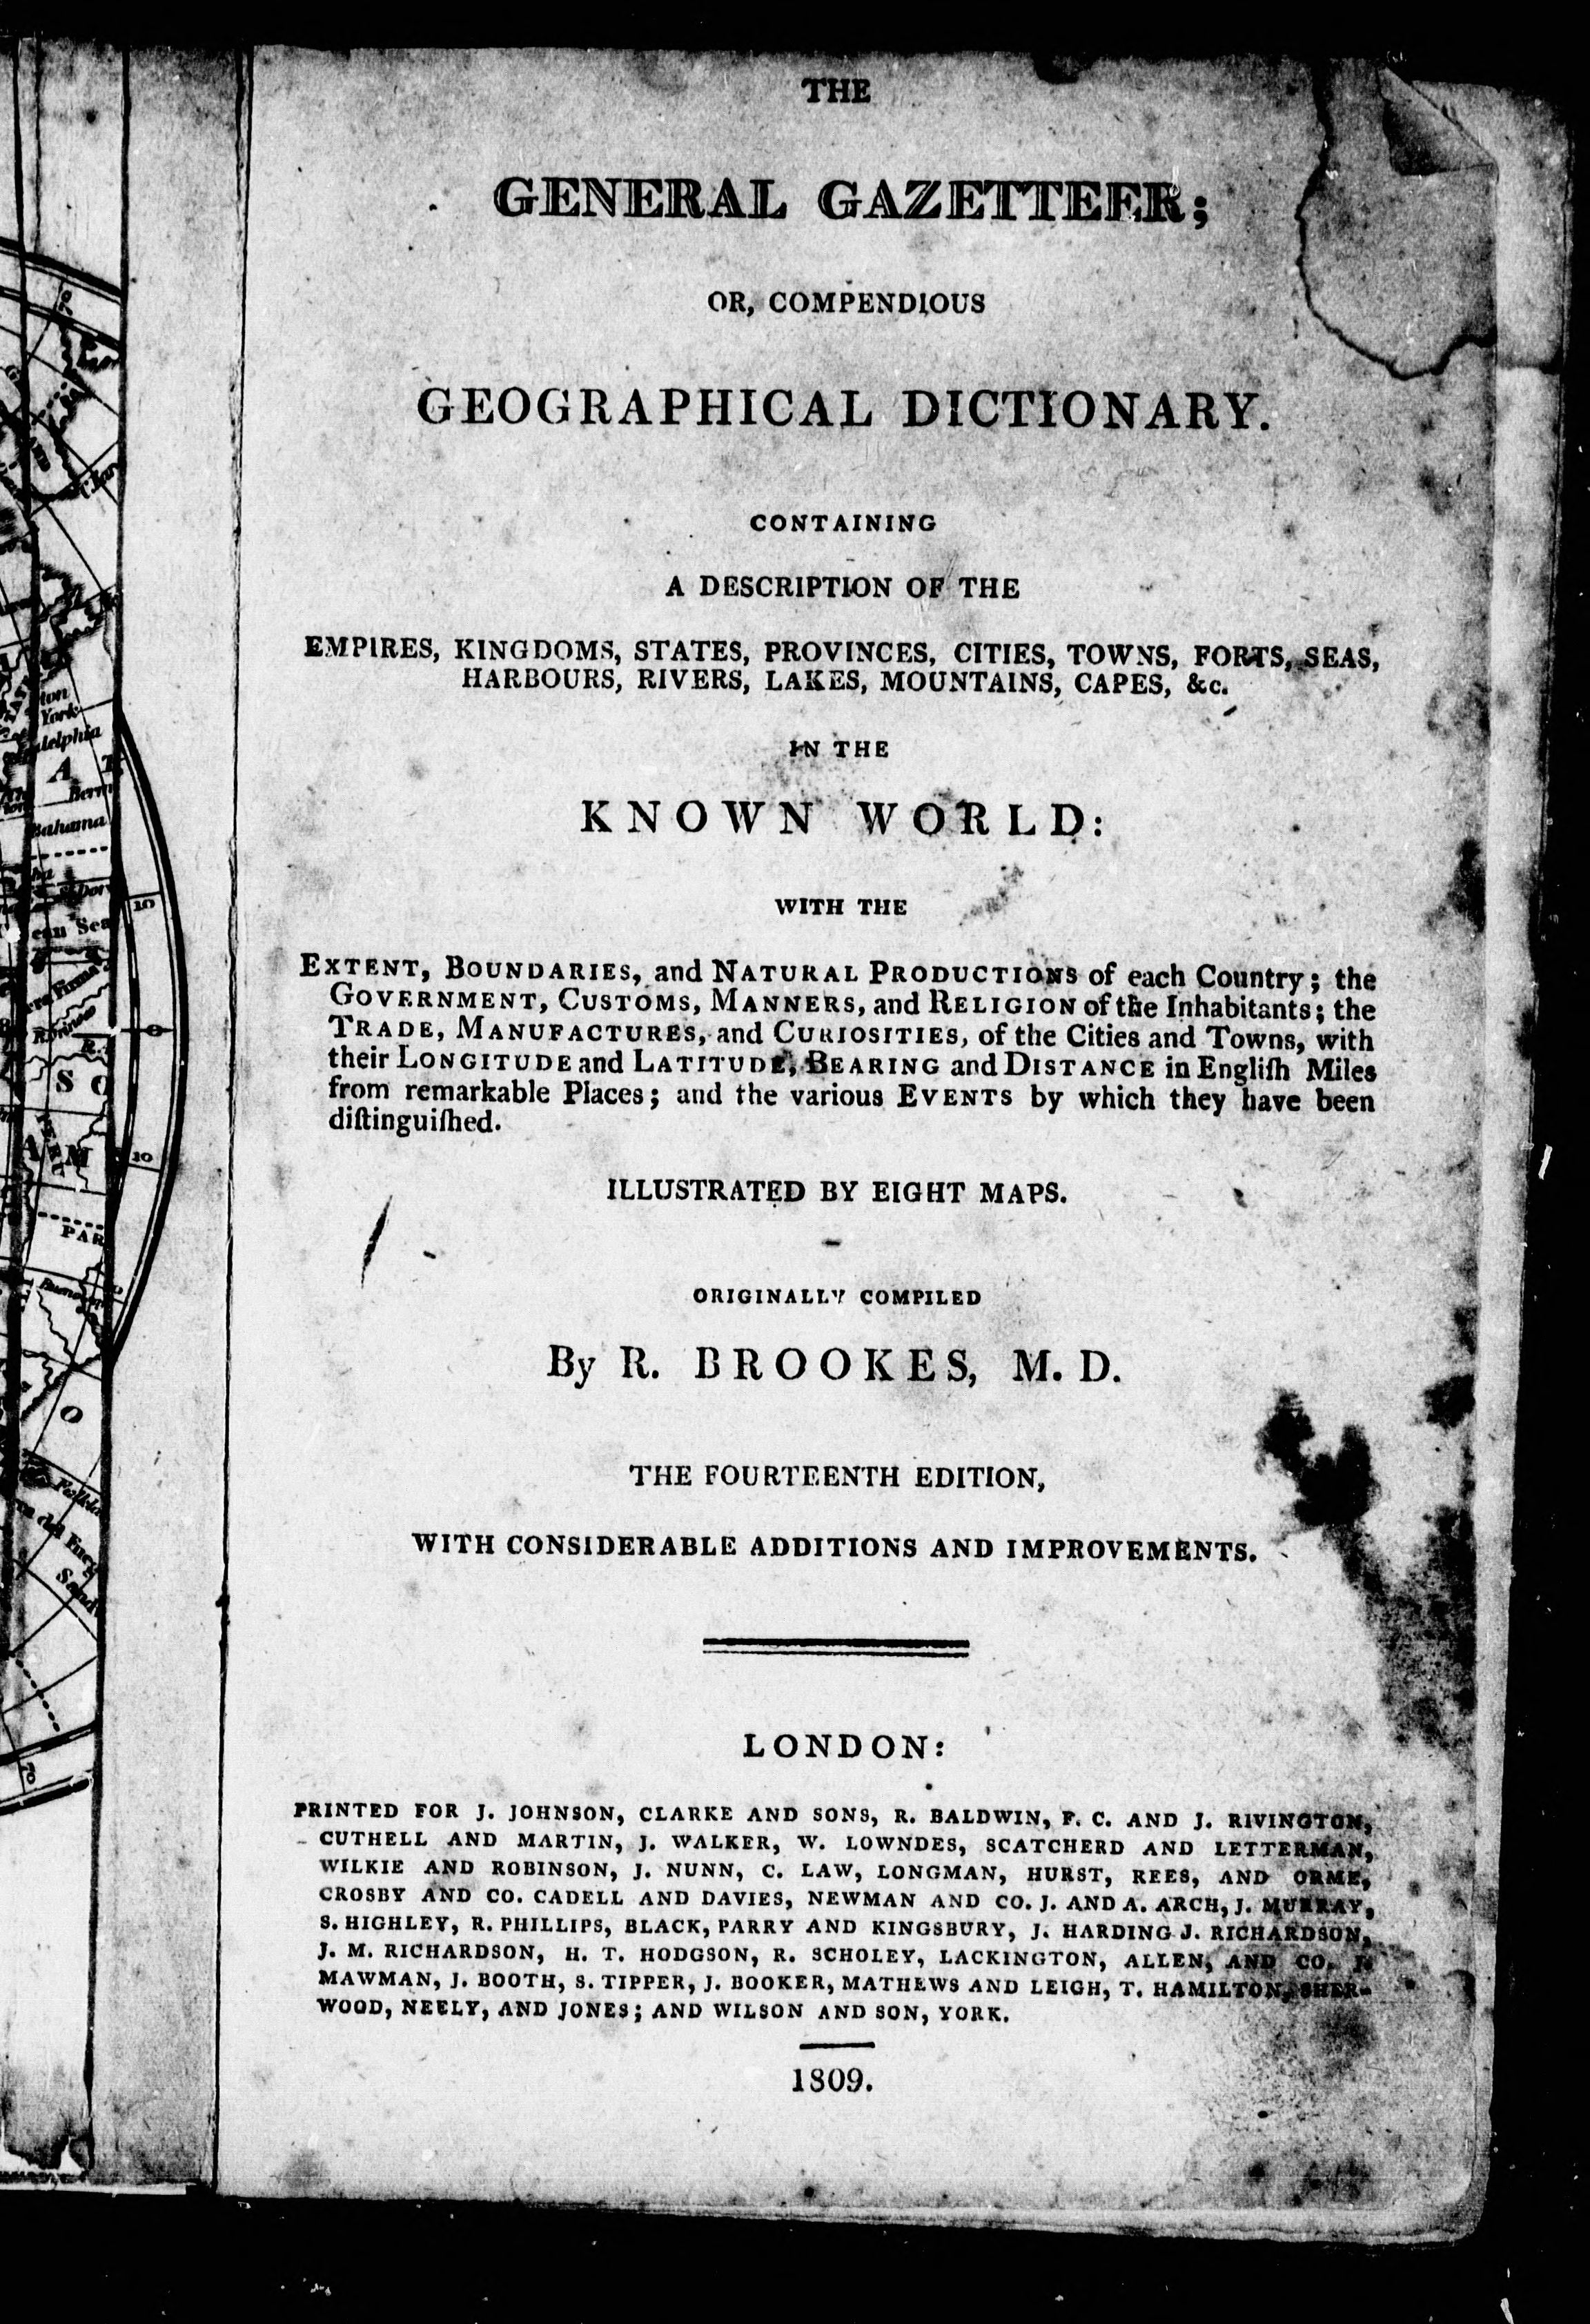 THE
GENERAL GAZETTEER;
OR, COMPENDIOUS
GEOGRAPHICAL DICTIONARY.
CONTAINING
A DESCRIPTION OF THE
EMPIRES, KINGDOMS, STATES, PROVINCES, CITIES, TOWNS, FORTS, SEAS,
HARBOURS, RIVERS, LAKES, MOUNTAINS, CAPES, &c.
IN THE
KNOWN WORLD:
WITH THE
EXTENT, BOUNDARIES, and NATURAL PRODUCTIONS of each Country; the
GOVERNMENT, CUSTOMS, MANNERS, and RELIGION of the Inhabitants; the
TRADE, MANUFACTURES, and CURIOSITIES, of the Cities and Towns, with
their LONGITUDE and LATITUDE, BEARING and DISTANCE in Engliſh Miles
from remarkable Places; and the various EVENTS by which they have been
diſtinguiſhed.
ILLUSTRATED BY EIGHT MAPS.
ORIGINALLY COMPILED
By R. BROOKES, M. D.
THE FOURTEENTH EDITION,
WITH CONSIDERABLE ADDITIONS AND IMPROVEMENTS.
LONDON:
PRINTED FOR J. JOHNSON, CLARKE AND SONS, R. BALDWIN, F. C. AND J. RIVINGTON,
CUTHELL AND MARTIN, J. WALKER, W. LOWNDES, SCATCHERD AND LETTERMAN,
WILKIE AND ROBINSON, J. NUNN, C. LAW, LONGMAN, HURST, REES, AND ORME,
CROSBY AND CO. CADELL AND DAVIES, NEWMAN AND CO. J. AND A. ARCH, J. MURRAY,
S. HIGHLEY, R. PHILLIPS, BLACK, PARRY AND KINGSBURY, J. HARDING J. RICHARDSON,
J. M. RICHARDSON, H. T. HODGSON, R. SCHOLEY, LACKINGTON, ALLEN, AND CO. J.
MAWMAN, J. BOOTH, S. TIPPER, J. BOOKER, MATHEWS AND LEIGH, T. HAMILTON, SHER-
WOOD, NEELY, AND JONES; AND WILSON AND SON, YORK.
1809.
York
Bahama
10
0
10
PAR
O
70